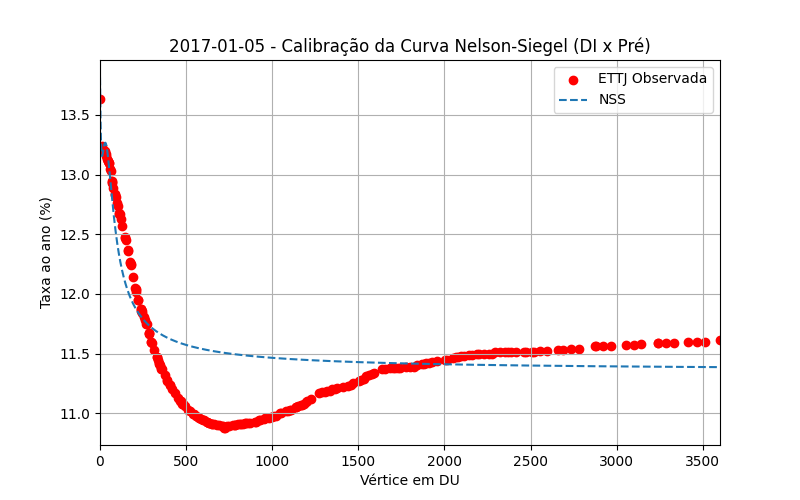 2017-01-05 - Calibração da Curva Nelson-Siegel (DI x Pré)
ETTJ Observada
NSS
Taxa ao ano (%)
13.5
13.0
12.5
12.0
11.5
11.0
0 500 1000 1500 2000 2500 3000 3500
Vértice em DU